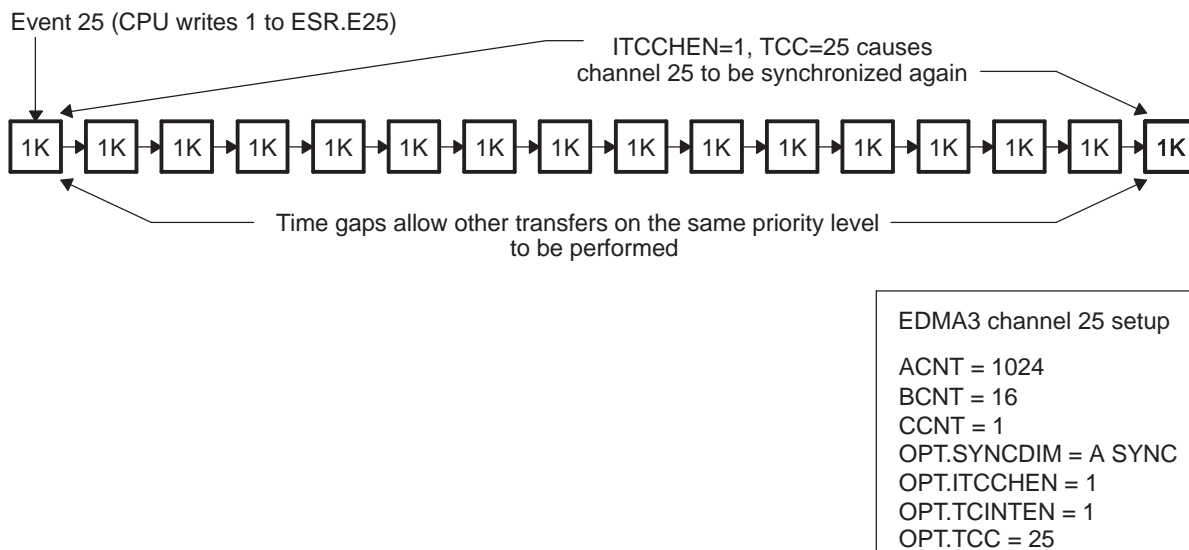 Event 25 (CPU writes 1 to ESR.E25)
ITCCHEN=1, TCC=25 causes
channel 25 to be synchronized again
1K 1K 1K 1K 1K 1K 1K 1K 1K 1K 1K 1K 1K 1K 1K 1K
Time gaps allow other transfers on the same priority level
to be performed
EDMA3 channel 25 setup
ACNT = 1024
BCNT = 16
CCNT = 1
OPT.SYNCDIM = A SYNC
OPT.ITCCHEN = 1
OPT.TCINTEN = 1
OPT.TCC = 25